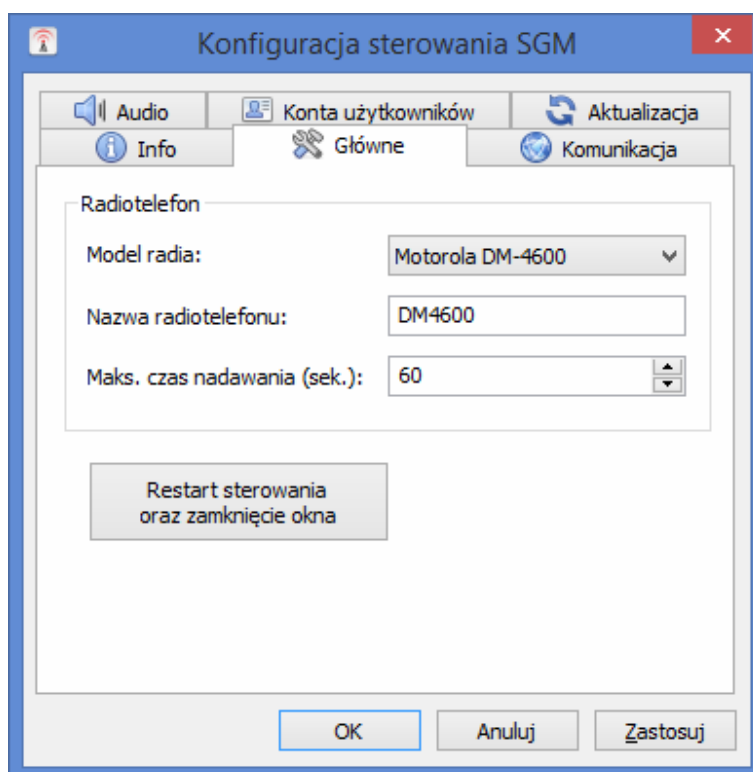 Konfiguracja sterowania SGM
Audio
Konta użytkowników
Aktualizacja
Info
Główne
Komunikacja
Radiotelefon
Model radia:
Motorola DM-4600
Nazwa radiotelefonu:
DM4600
Maks. czas nadawania (sek.):
60
Restart sterowania
oraz zamknięcie okna
OK
Anuluj
Zastosuj